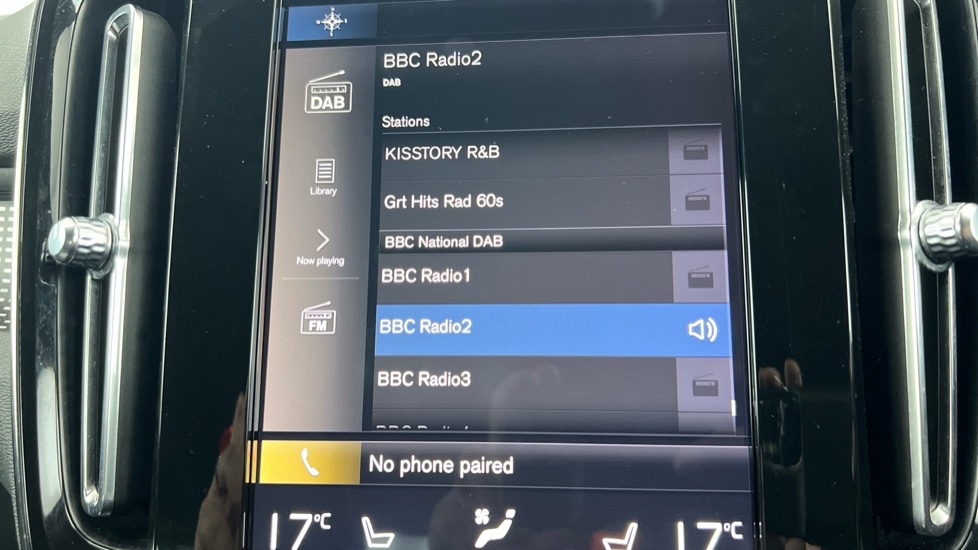 BBC Radio2
DAB
DAB
Stations
KISSTORY R&B
Library
Grt Hits Rad 60s
BBC National DAB
Now playing
BBC Radio1
FM
BBC Radio2
BBC Radio3
No phone paired
17°C
17°C